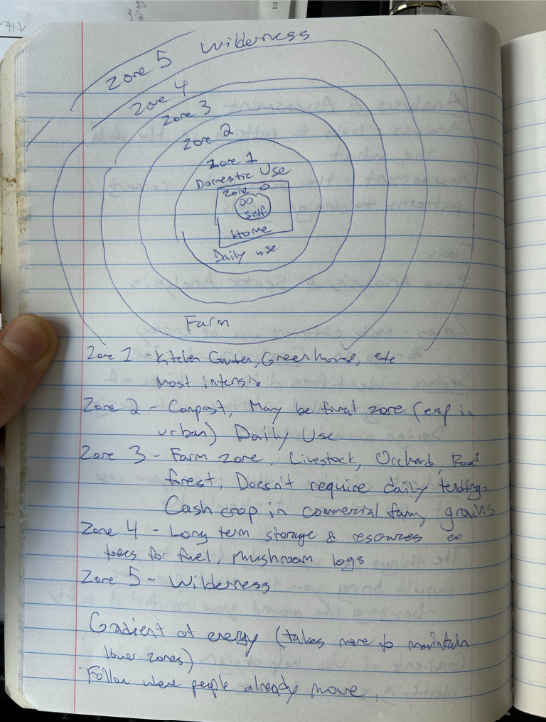 Zone 5 Wilderness
Zone 4
Zone 3
Zone 2
Zone 1
Domestic Use
Zone 0
00
Self
Home
Daily use
Farm
Zone 1 - Kitchen Garden, Greenhouse, etc
most intensive
Zone 2 - Compost, May be final zone (esp in
urban) Daily Use
Zone 3 - Farm zone, Livestock, Orchards, Food
forest, Doesn't require daily tending.
Cash crop in commercial farm, grains
Zone 4 - Long term storage & resources
trees for fuel, mushroom logs
Zone 5 - Wilderness
Gradient of energy (takes more to maintain
lower zones)
Follow where people already move,